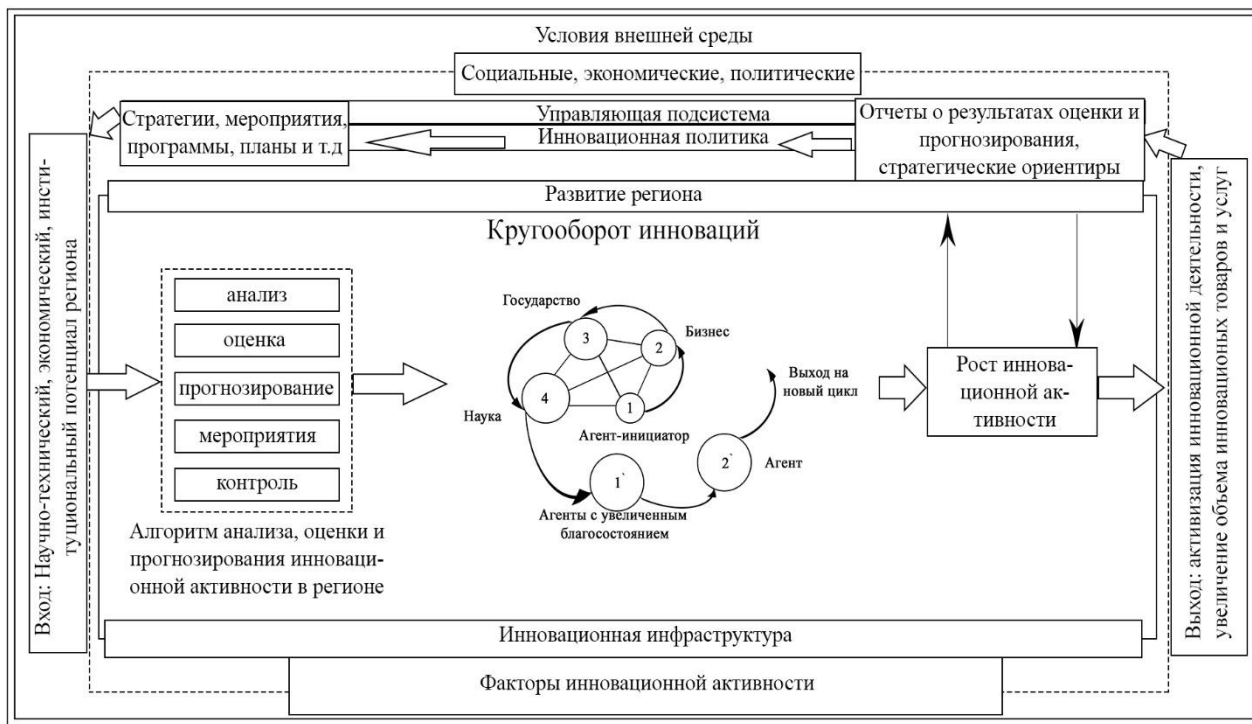 Условия внешней среды
Социальные, экономические, политические
Стратегии, мероприятия,
программы, планы и т.д
Управляющая подсистема
Инновационная политика
Отчеты о результатах оценки и
прогнозирования,
стратегические ориентиры
Развитие региона
Вход: Научно-технический, экономический, инсти-
туциональный потенциал региона
Кругооборот инноваций
анализ
оценка
прогнозирование
мероприятия
контроль
Алгоритм анализа, оценки и
прогнозирования инноваци-
онной активности в регионе
Государство
3
Бизнес
2
4
Наука
1
Агент-инициатор
Выход на
новый цикл
1`
2`
Агент
Агенты с увеличенным
благосостоянием
Рост иннова-
ционной ак-
тивности
Выход: активизация инновационной деятельности,
увеличение объема инновационых товаров и услуг
Инновационная инфраструктура
Факторы инновационной активности